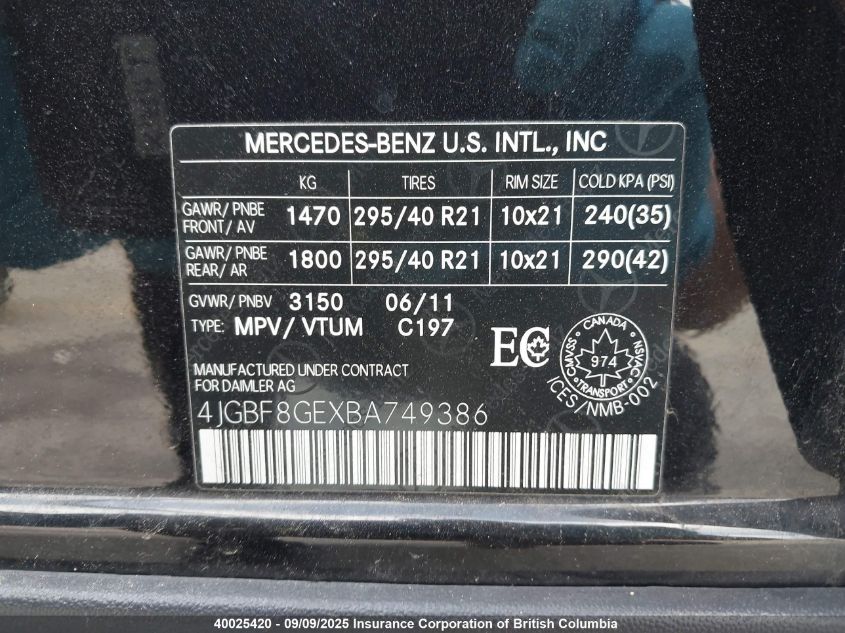 MERCEDES-BENZ U.S. INTL., INC
KG TIRES RIM SIZE COLD KPA (PSI)
GAWR/ PNBE
FRONT/ AV 1470 295/40 R21 10x21 240(35)
GAWR/ PNBE
REAR/ AR 1800 295/40 R21 10x21 290(42)
GVWR/ PNBV 3150 06/11
TYPE: MPV/ VTUM C197
MANUFACTURED UNDER CONTRACT
FOR DAIMLER AG
EC
CANADA
CMVSS 974 NSVAC
TRANSPORT
ICES/NMB-002
4JGBF8GEXBA749386
40025420 - 09/09/2025 Insurance Corporation of British Columbia